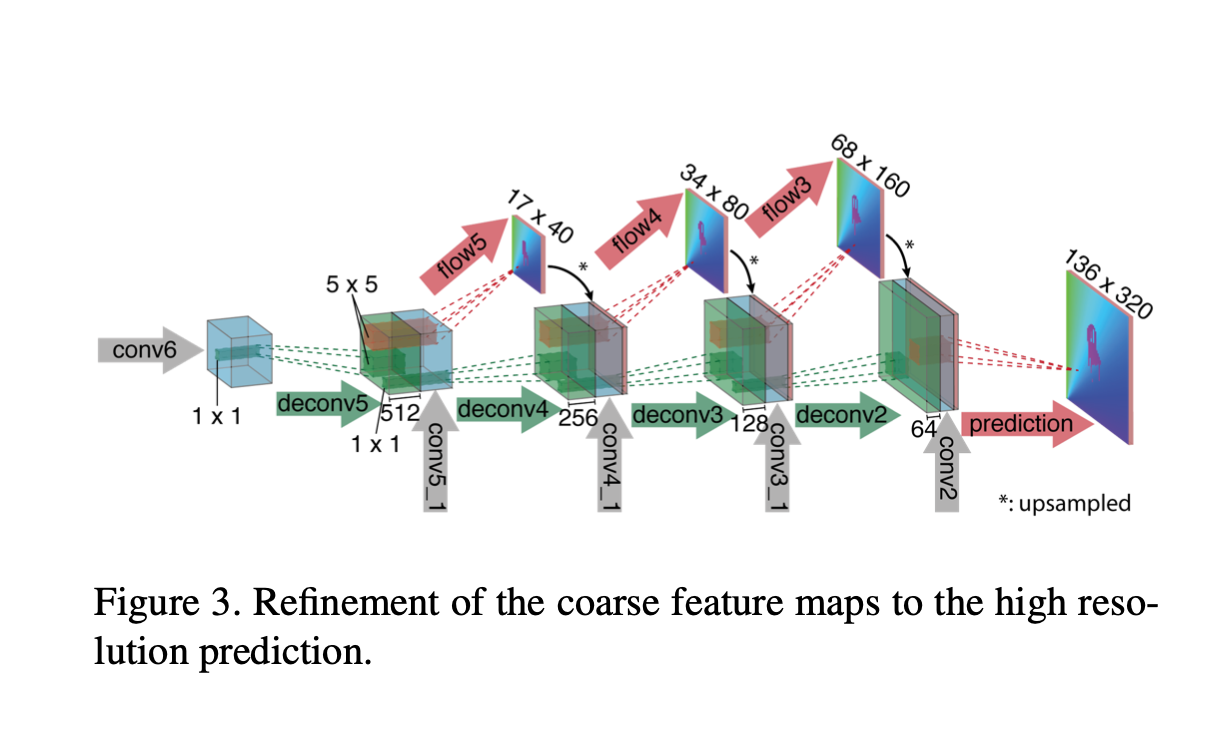 68 x 160
34 x 80
flow3
17 x 40
flow4
flow5
136 x 320
5 x 5
conv6
1 x 1
deconv5
512
1 x 1
conv5_1
deconv4
256
conv4_1
deconv3
128
conv3_1
deconv2
64
conv2
prediction
*
*
*
*: upsampled
Figure 3. Refinement of the coarse feature maps to the high reso-
lution prediction.